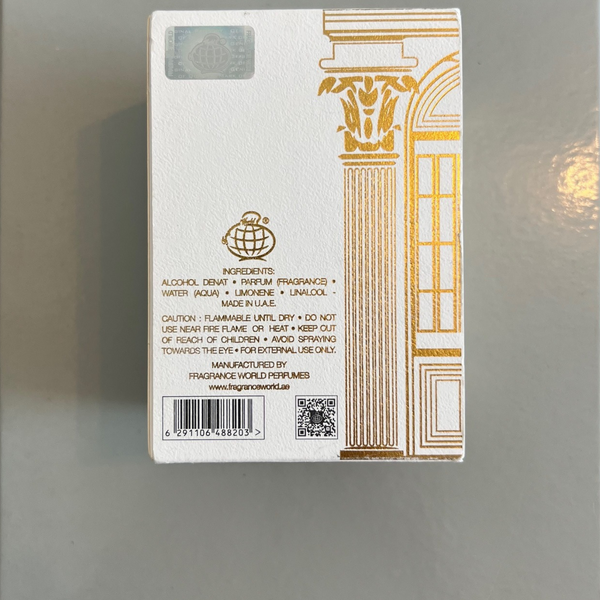 ®
INGREDIENTS:
ALCOHOL DENAT • PARFUM (FRAGRANCE) •
WATER (AQUA) • LIMONENE • LINALOOL -
MADE IN U.A.E.
CAUTION : FLAMMABLE UNTIL DRY • DO NOT
USE NEAR FIRE FLAME OR HEAT • KEEP OUT
OF REACH OF CHILDREN • AVOID SPRAYING
TOWARDS THE EYE • FOR EXTERNAL USE ONLY.
MANUFACTURED BY
FRAGRANCE WORLD PERFUMES
www.fragranceworld.ae
6 291106 488203 >